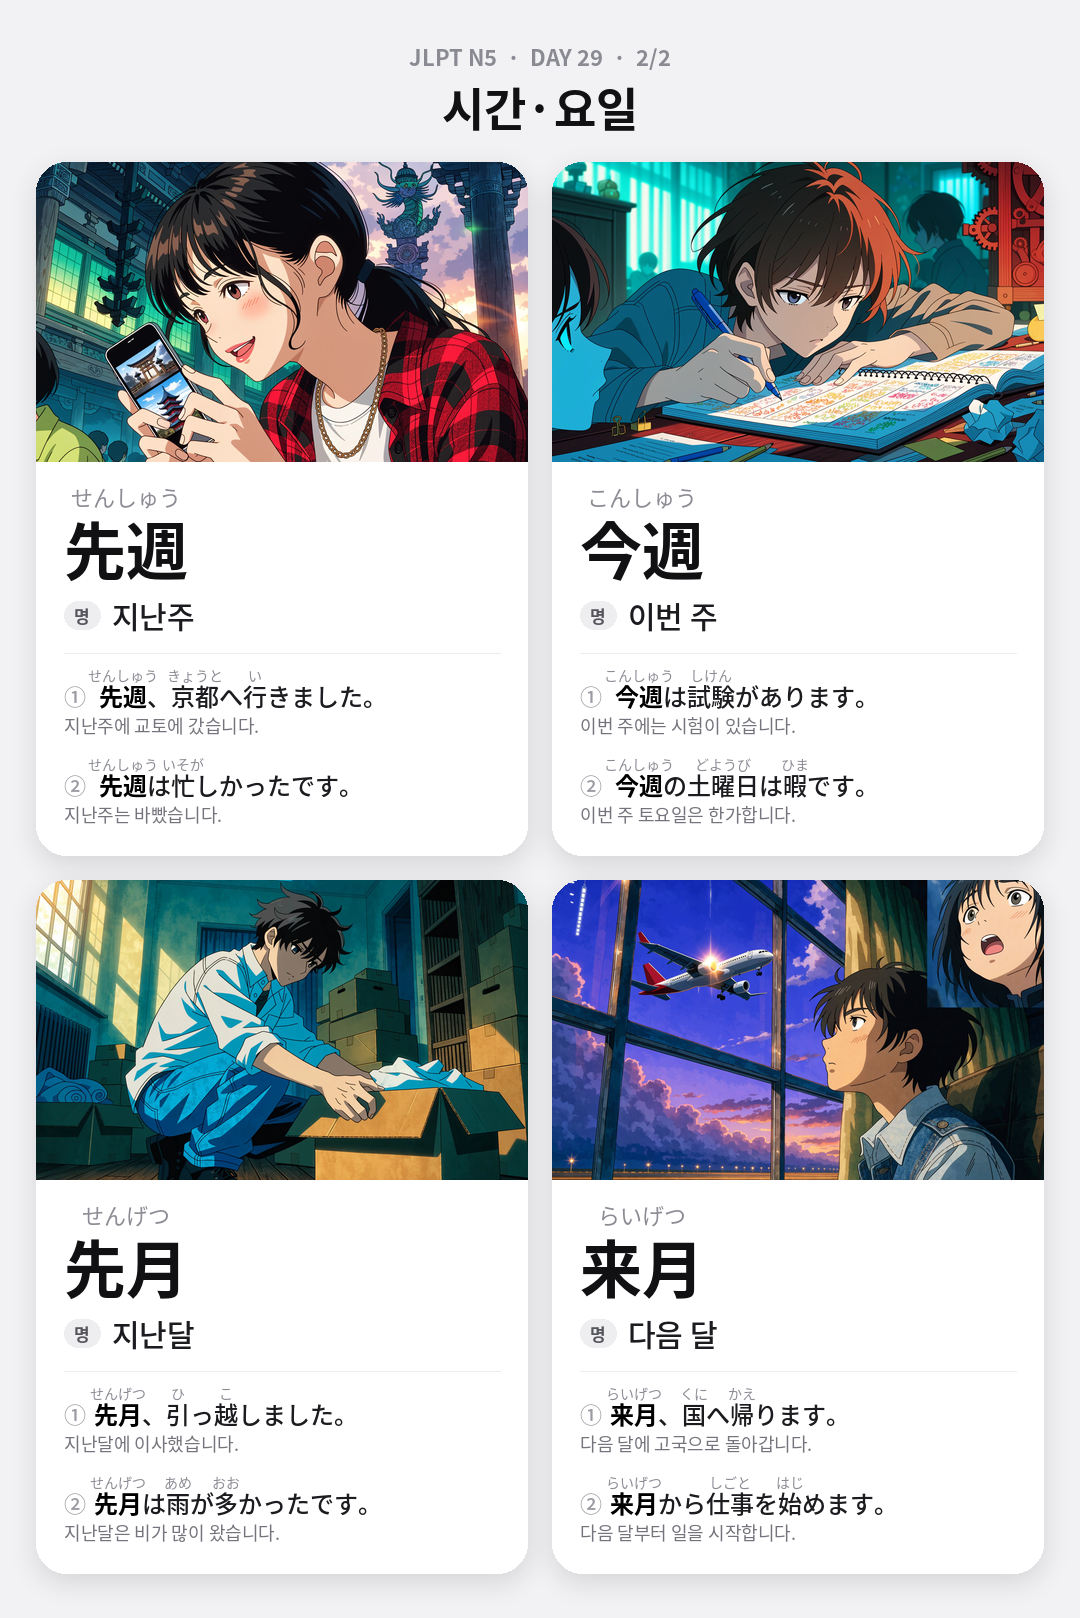 JLPT N5 · DAY 29 · 2/2
시간·요일
せんしゅう
先週
명 지난주
せんしゅう きょうと い
① 先週、京都へ行きました。
지난주에 교토에 갔습니다.
せんしゅう いそが
② 先週は忙しかったです。
지난주는 바빴습니다.
こんしゅう
今週
명 이번 주
こんしゅう しけん
① 今週は試験があります。
이번 주에는 시험이 있습니다.
こんしゅう どようび ひま
② 今週の土曜日は暇です。
이번 주 토요일은 한가합니다.
せんげつ
先月
명 지난달
せんげつ ひ こ
① 先月、引っ越しました。
지난달에 이사했습니다.
せんげつ あめ おお
② 先月は雨が多かったです。
지난달은 비가 많이 왔습니다.
らいげつ
来月
명 다음 달
らいげつ くに かえ
① 来月、国へ帰ります。
다음 달에 고국으로 돌아갑니다.
らいげつ しごと はじ
② 来月から仕事を始めます。
다음 달부터 일을 시작합니다.